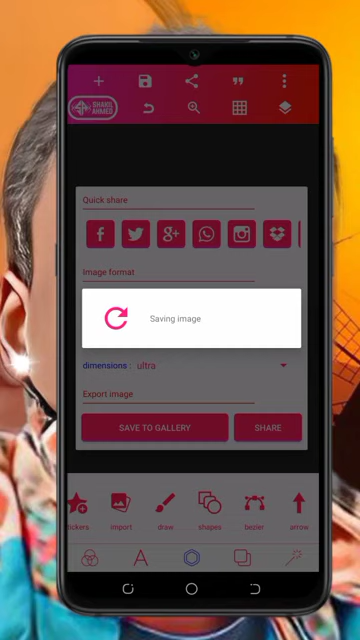 SHAKIL
AHMED
Quick share
Image format
Saving image
dimensions : ultra
Export image
SAVE TO GALLERY
SHARE
tickers
import
draw
shapes
bezier
arrow